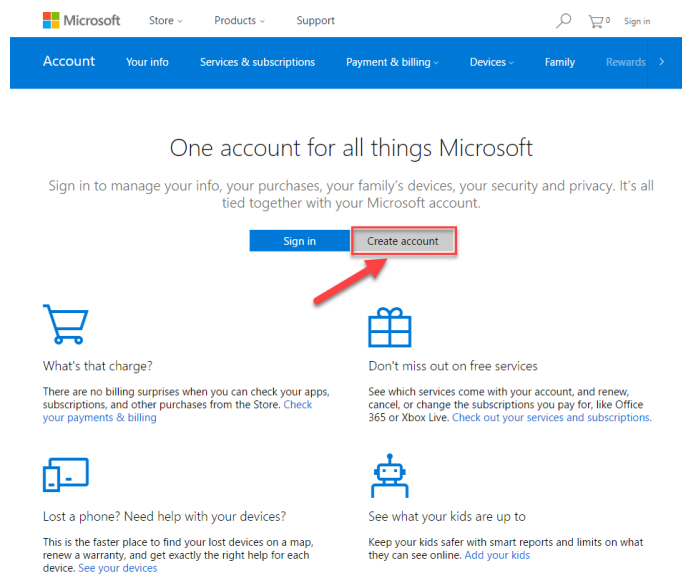 Microsoft Store Products Support 0 Sign in
Account Your info Services & subscriptions Payment & billing Devices Family Rewards
One account for all things Microsoft
Sign in to manage your info, your purchases, your family's devices, your security and privacy. It's all
tied together with your Microsoft account.
Sign in Create account
What's that charge?
There are no billing surprises when you can check your apps,
subscriptions, and other purchases from the Store. Check
your payments & billing
Don't miss out on free services
See which services come with your account, and renew,
cancel, or change the subscriptions you pay for, like Office
365 or Xbox Live. Check out your services and subscriptions.
Lost a phone? Need help with your devices?
This is the faster place to find your lost devices on a map,
renew a warranty, and get exactly the right help for each
device. See your devices
See what your kids are up to
Keep your kids safer with smart reports and limits on what
they can see online. Add your kids